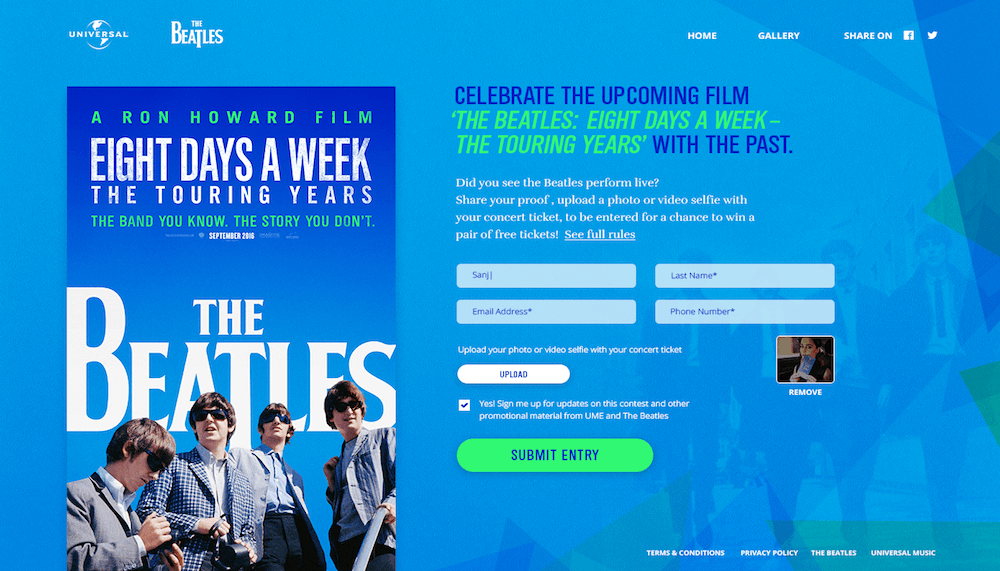 UNIVERSAL
THE
BEATLES
HOME
GALLERY
SHARE ON
A RON HOWARD FILM
EIGHT DAYS A WEEK
THE TOURING YEARS
THE BAND YOU KNOW. THE STORY YOU DON'T.
SEPTEMBER 2016
THE
BEATLES
CELEBRATE THE UPCOMING FILM
‘THE BEATLES: EIGHT DAYS A WEEK –
THE TOURING YEARS’ WITH THE PAST.
Did you see the Beatles perform live?
Share your proof , upload a photo or video selfie with
your concert ticket, to be entered for a chance to win a
pair of free tickets! See full rules
Sanj
Last Name*
Email Address*
Phone Number*
Upload your photo or video selfie with your concert ticket
UPLOAD
REMOVE
Yes! Sign me up for updates on this contest and other
promotional material from UME and The Beatles
SUBMIT ENTRY
TERMS & CONDITIONS
PRIVACY POLICY
THE BEATLES
UNIVERSAL MUSIC